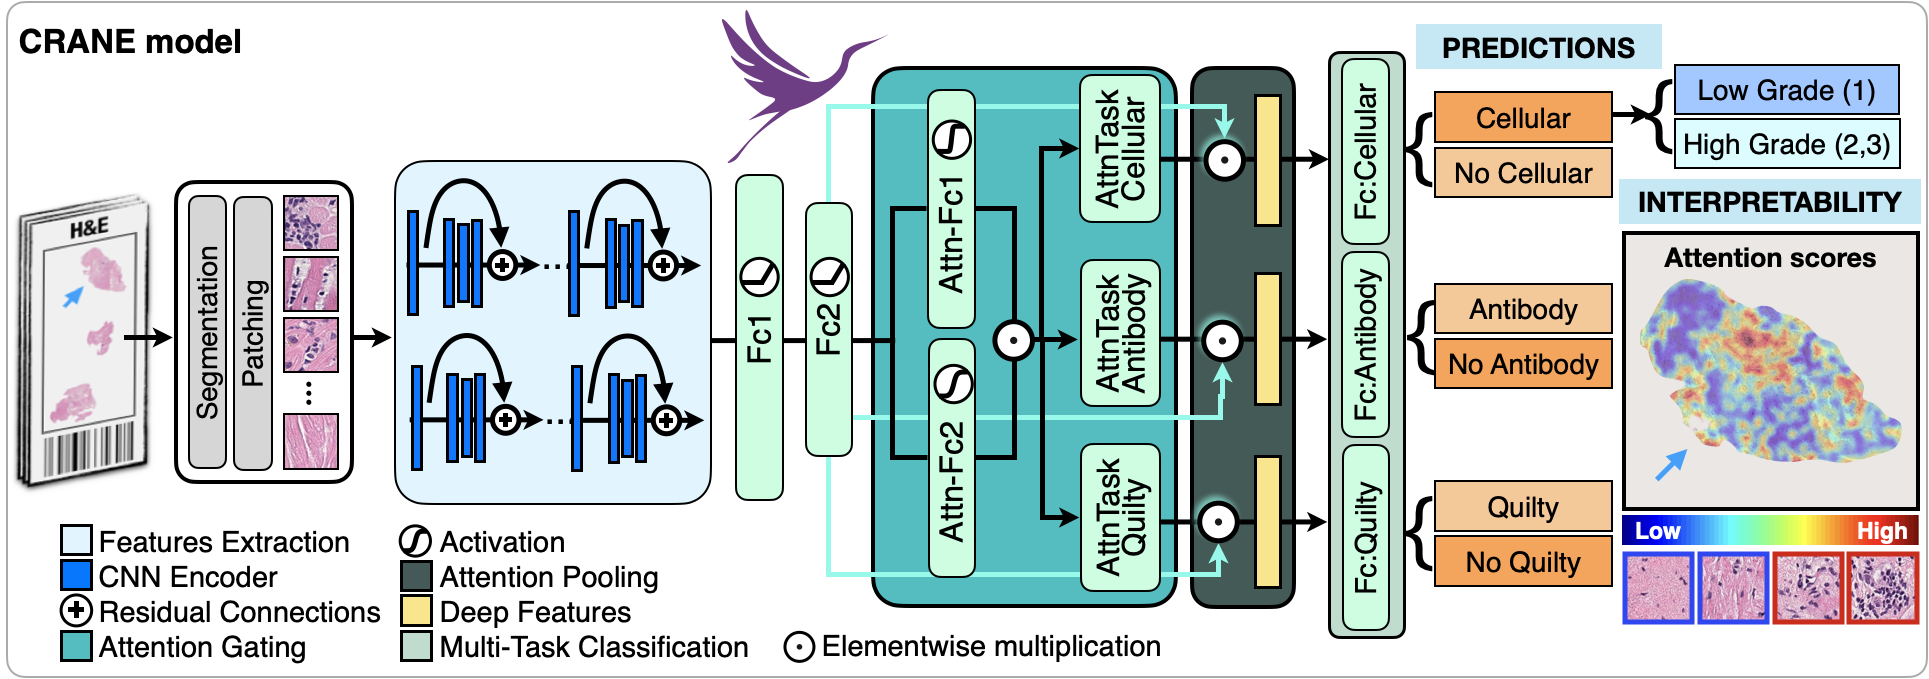 CRANE model
H&E
Segmentation
Patching
Fc1
Fc2
Attn-Fc1
Attn-Fc2
AttnTask
Cellular
AttnTask
Antibody
AttnTask
Quilty
Fc:Cellular
Fc:Antibody
Fc:Quilty
PREDICTIONS
Cellular
No Cellular
Low Grade (1)
High Grade (2,3)
Antibody
No Antibody
Quilty
No Quilty
INTERPRETABILITY
Attention scores
Low High
Features Extraction
CNN Encoder
Residual Connections
Attention Gating
Activation
Attention Pooling
Deep Features
Multi-Task Classification
Elementwise multiplication